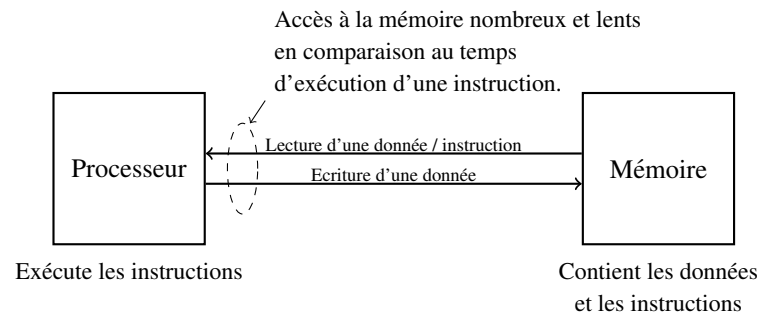 Accès à la mémoire nombreux et lents
en comparaison au temps
d'exécution d'une instruction.
Lecture d'une donnée / instruction
Processeur
Mémoire
Ecriture d'une donnée
Exécute les instructions
Contient les données
et les instructions